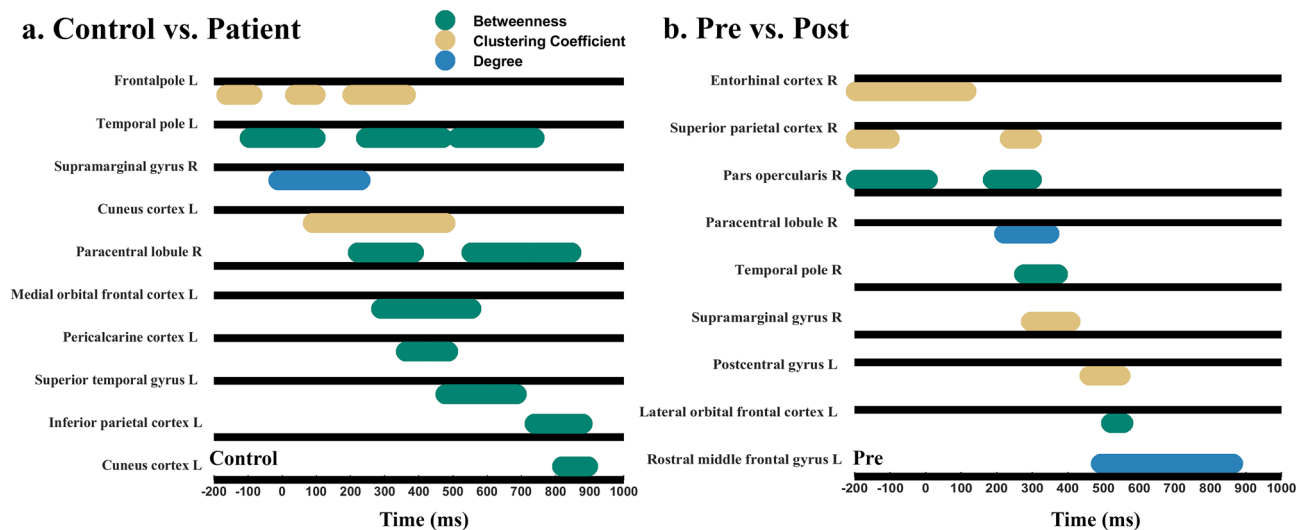 a. Control vs. Patient
Betweenness
Clustering Coefficient
Degree
Frontalpole L
Temporal pole L
Supramarginal gyrus R
Cuneus cortex L
Paracentral lobule R
Medial orbital frontal cortex L
Pericalcarine cortex L
Superior temporal gyrus L
Inferior parietal cortex L
Cuneus cortex L
Control
-200 0 100 200 300 400 500 600 700 800 900 1000
Time (ms)
b. Pre vs. Post
Entorhinal cortex R
Superior parietal cortex R
Pars opercularis R
Paracentral lobule R
Temporal pole R
Supramarginal gyrus R
Postcentral gyrus L
Lateral orbital frontal cortex L
Rostral middle frontal gyrus L
Pre
-200 -100 0 100 200 300 400 500 600 700 800 900 1000
Time (ms)